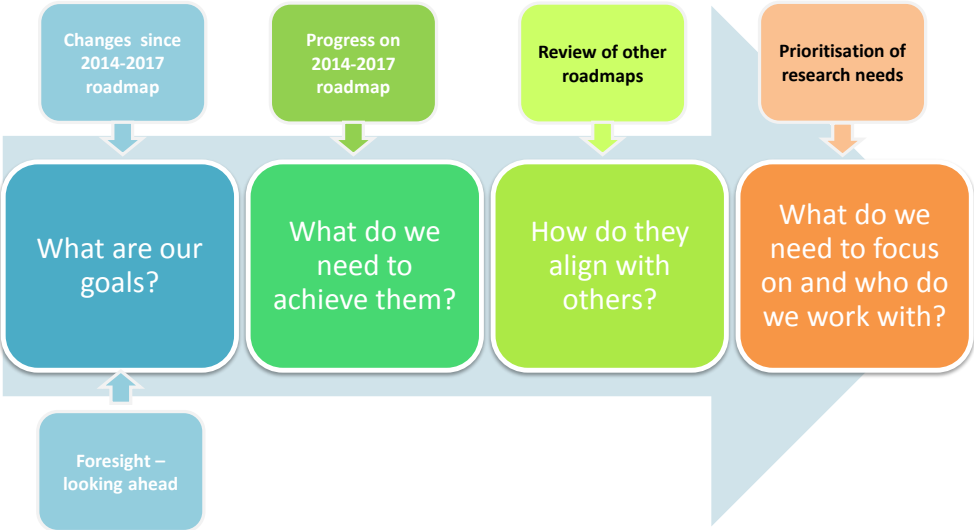 Changes since
2014-2017
roadmap
Progress on
2014-2017
roadmap
Review of other
roadmaps
Prioritisation of
research needs
What are our
goals?
What do we
need to
achieve them?
How do they
align with
others?
What do we
need to focus
on and who do
we work with?
Foresight –
looking ahead